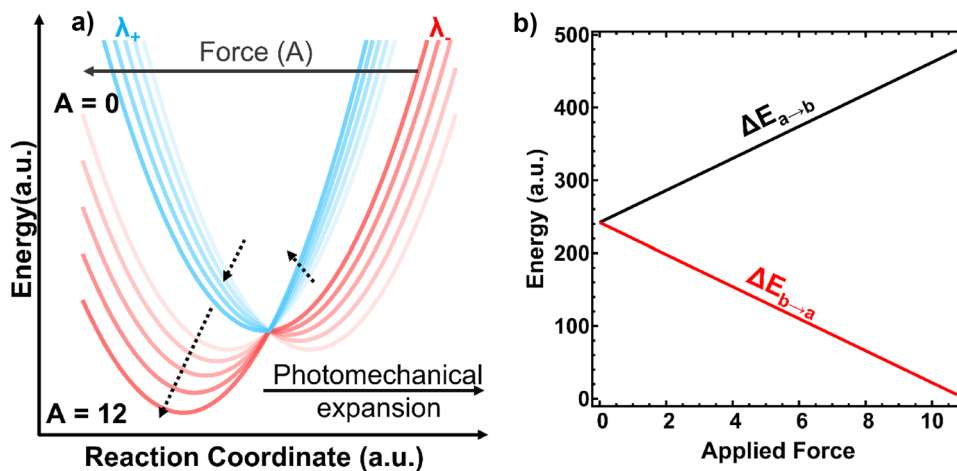 a)
λ+
λ-
Force (A)
A = 0
Energy(a.u.)
Photomechanical
expansion
A = 12
Reaction Coordinate (a.u.)
b)
500
400
300
200
100
0
Energy (a.u.)
ΔEa→b
ΔEb→a
0 2 4 6 8 10
Applied Force